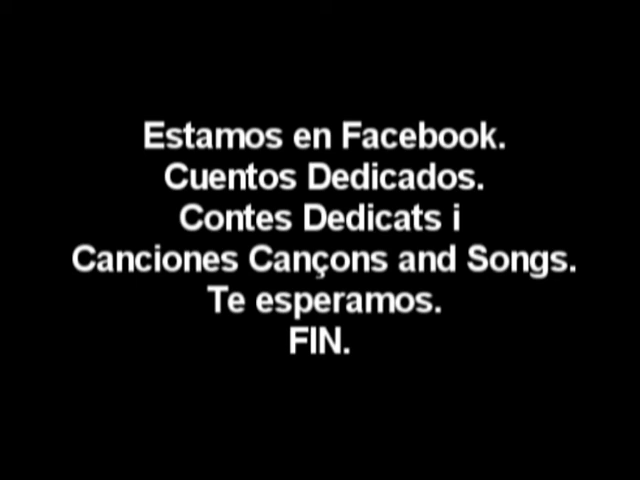 Estamos en Facebook.
Cuentos Dedicados.
Contes Dedicats i
Canciones Cançons and Songs.
Te esperamos.
FIN.